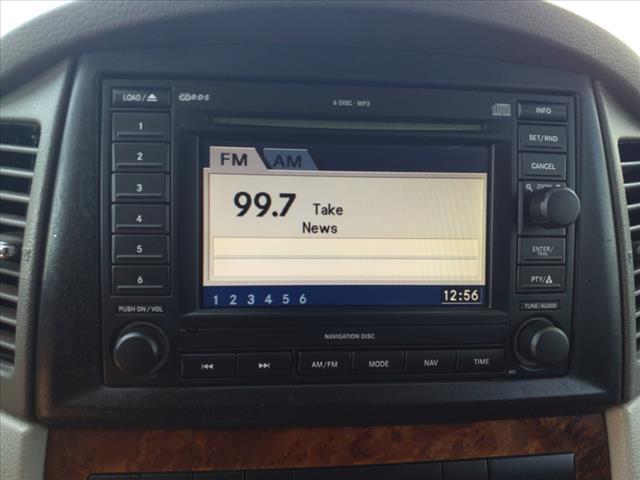 LOAD/
R·D·S
6 DISC · MP3
INFO
1
SET/RND
2
CANCEL
3
ZOOM
4
5
ENTER/
TRAIL
6
PTY/
FM AM
99.7 Take
News
1 2 3 4 5 6 12:56
PUSH ON/VOL
TUNE/AUDIO
NAVIGATION DISC
AM/FM
MODE
NAV
TIME